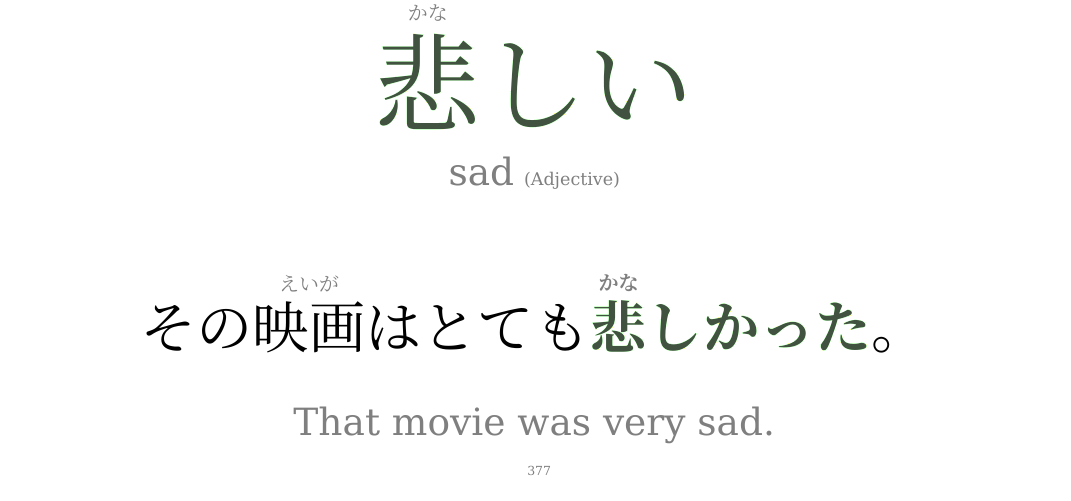 かな
悲しい
sad (Adjective)
えいが かな
その映画はとても悲しかった。
That movie was very sad.
377